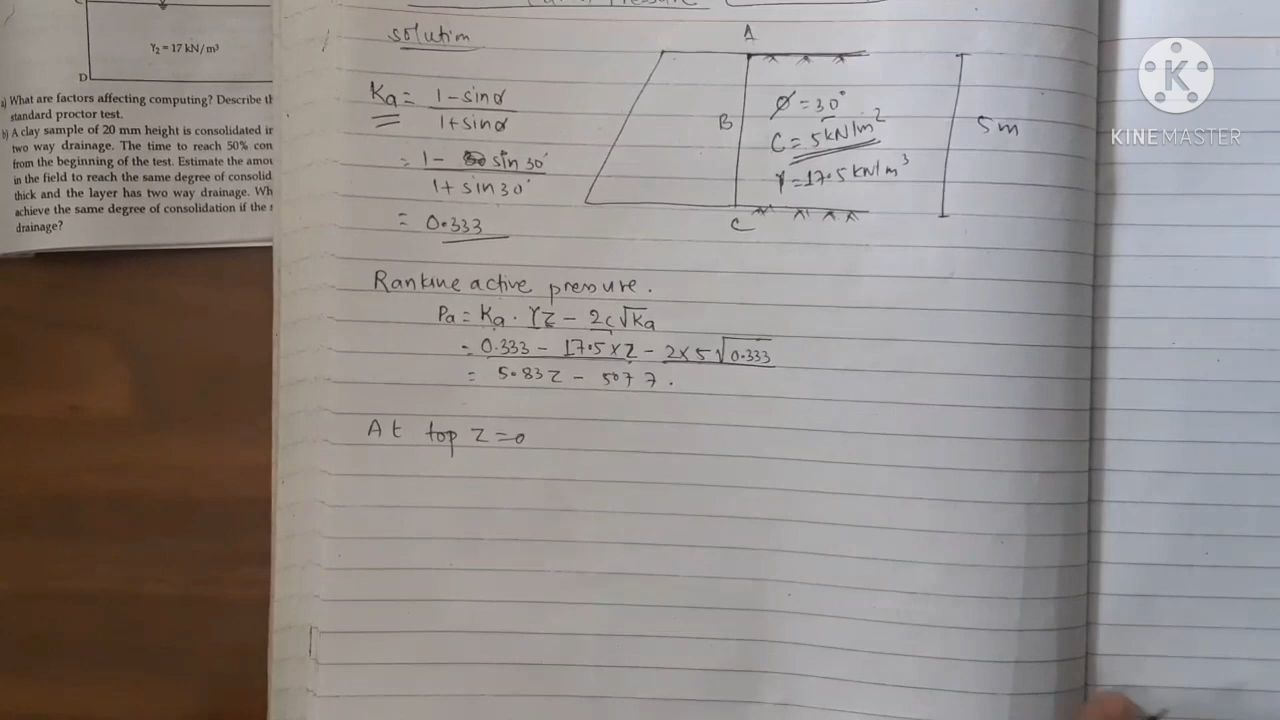 γ₂ = 17 kN/m³
D
a) What are factors affecting computing? Describe th
standard proctor test.
b) A clay sample of 20 mm height is consolidated in
two way drainage. The time to reach 50% con
from the beginning of the test. Estimate the amou
in the field to reach the same degree of consolid
thick and the layer has two way drainage. Wh
achieve the same degree of consolidation if the s
drainage?
solution
Ka = 1 - sinα / 1 + sinα
= 1 - sin 30° / 1 + sin 30°
= 0.333
A
B
C
Ø = 30°
C = 5 kN/m²
γ = 17.5 kN/m³
5m
K
KINEMASTER
Rankine active pressure.
Pa = Ka . γz - 2c√Ka
= 0.333 - 17.5 x Z - 2 x 5 √0.333
= 5.83Z - 5077.
At top Z = 0